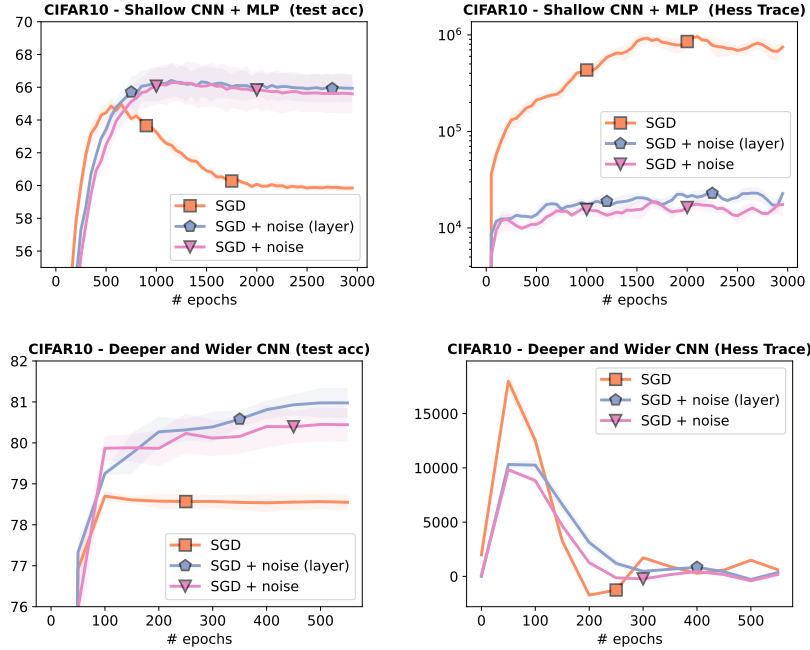 CIFAR10 - Shallow CNN + MLP (test acc)
70
68
66
64
62
60
58
56
SGD
SGD + noise (layer)
SGD + noise
0 500 1000 1500 2000 2500 3000
# epochs
CIFAR10 - Shallow CNN + MLP (Hess Trace)
10⁶
10⁵
10⁴
SGD
SGD + noise (layer)
SGD + noise
0 500 1000 1500 2000 2500 3000
# epochs
CIFAR10 - Deeper and Wider CNN (test acc)
82
81
80
79
78
77
76
SGD
SGD + noise (layer)
SGD + noise
0 100 200 300 400 500
# epochs
CIFAR10 - Deeper and Wider CNN (Hess Trace)
SGD
SGD + noise (layer)
SGD + noise
15000
10000
5000
0
0 100 200 300 400 500
# epochs